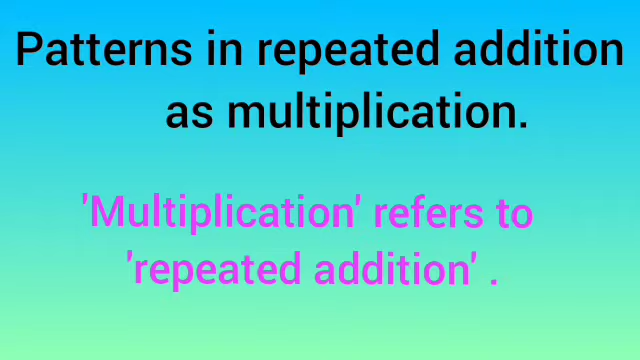 Patterns in repeated addition
as multiplication.
'Multiplication' refers to
'repeated addition' .